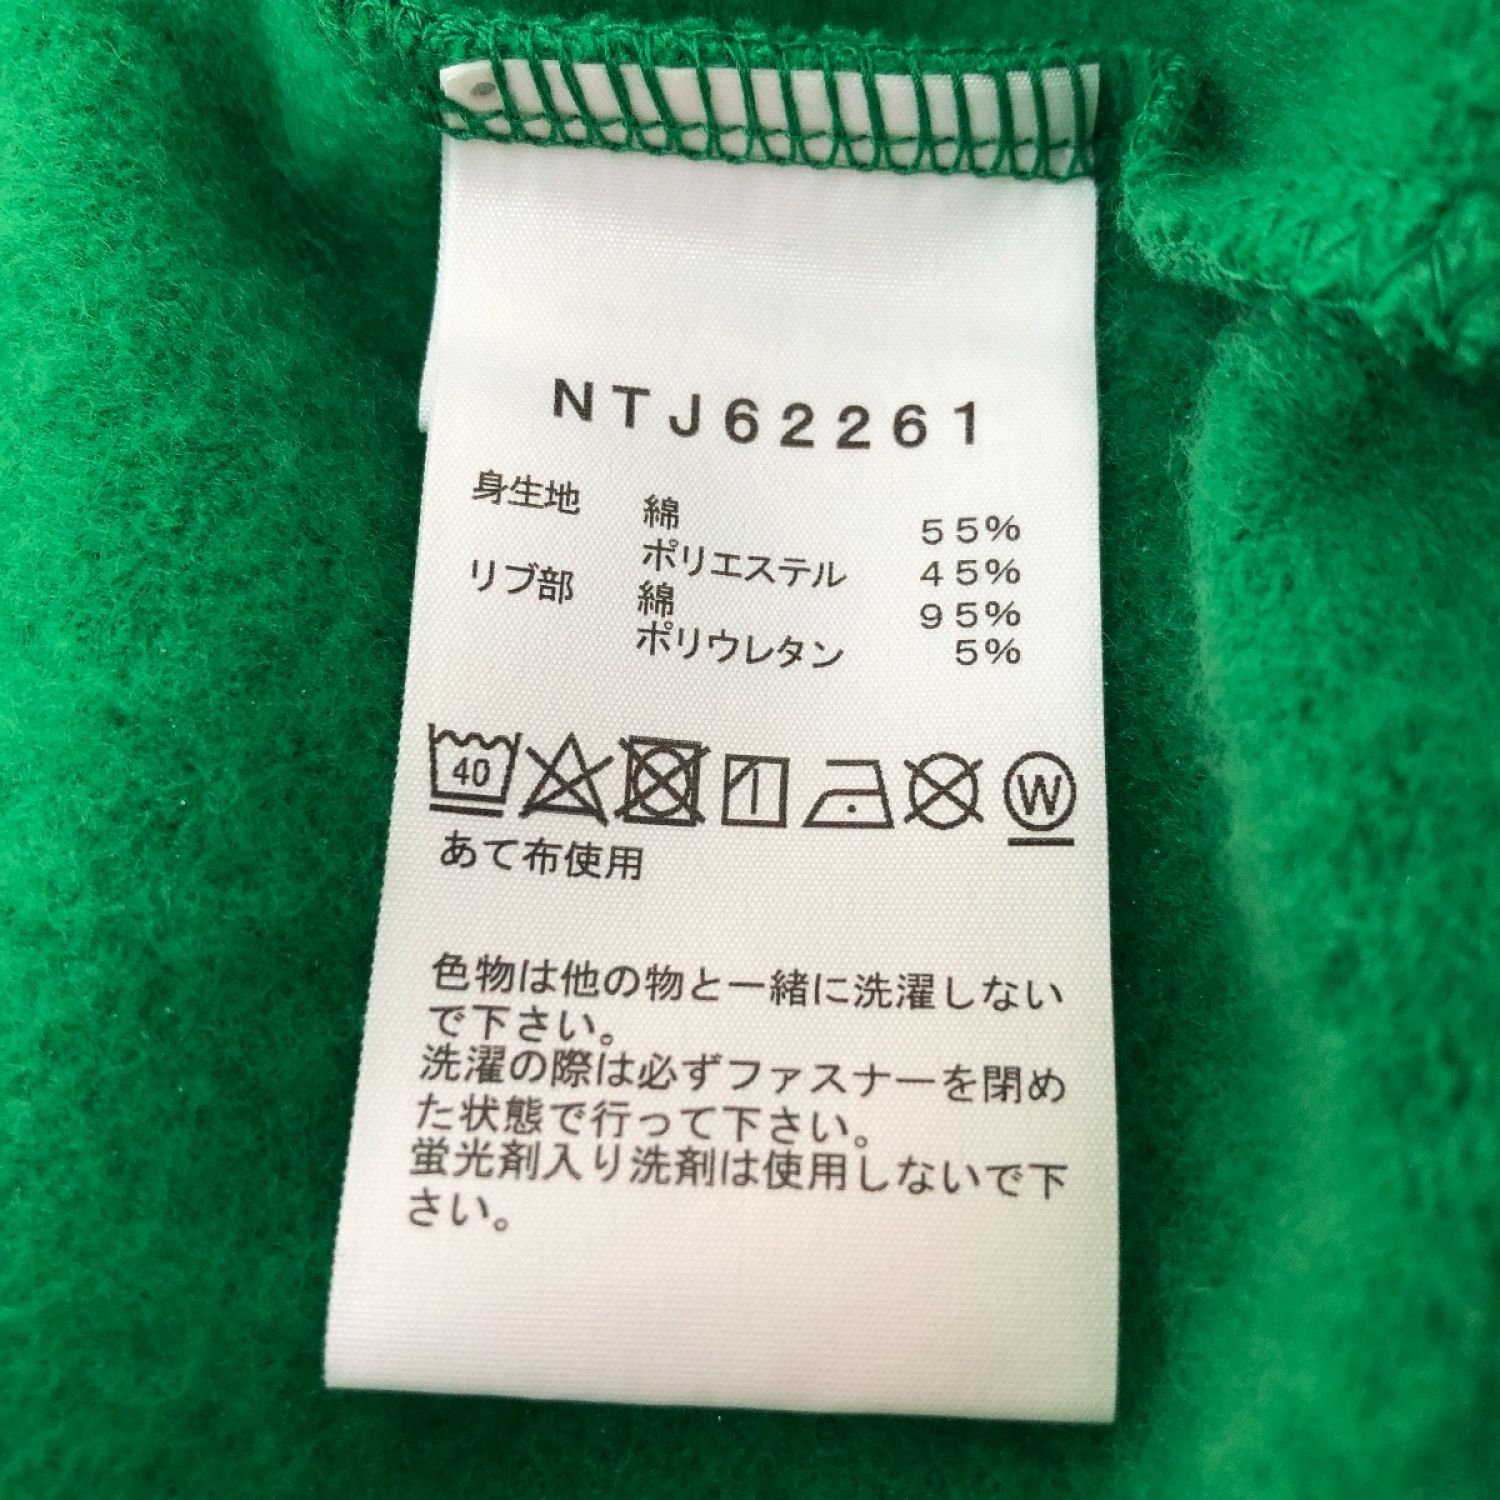 NTJ62261
身生地 綿 55%
ポリエステル 45%
リブ部 綿 95%
ポリウレタン 5%
40 W
あて布使用
色物は他の物と一緒に洗濯しない
で下さい。
洗濯の際は必ずファスナーを閉め
た状態で行って下さい。
蛍光剤入り洗剤は使用しないで下
さい。